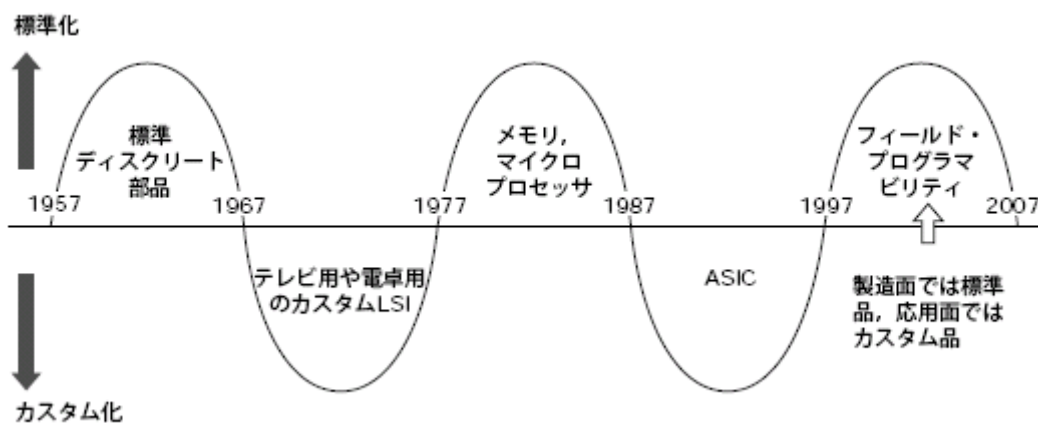 標準化
標準
ディスクリート
部品
メモリ,
マイクロ
プロセッサ
フィールド・
プログラマ
ビリティ
1957
1967
1977
1987
1997
2007
テレビ用や電卓用
のカスタムLSI
ASIC
製造面では標準
品，応用面では
カスタム品
カスタム化